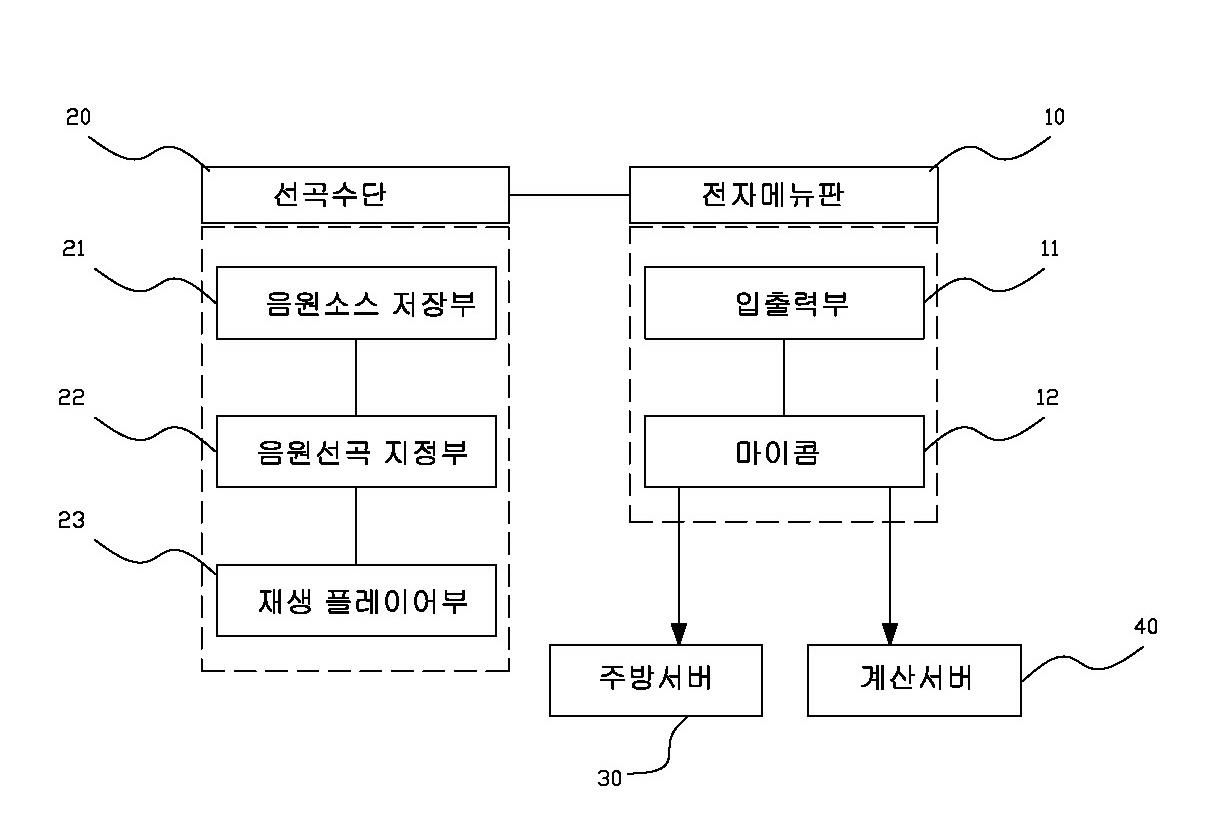 20
10
선곡수단
전자메뉴판
21
11
음원소스 저장부
입출력부
22
12
음원선곡 지정부
마이콤
23
재생 플레이어부
40
주방서버
계산서버
30